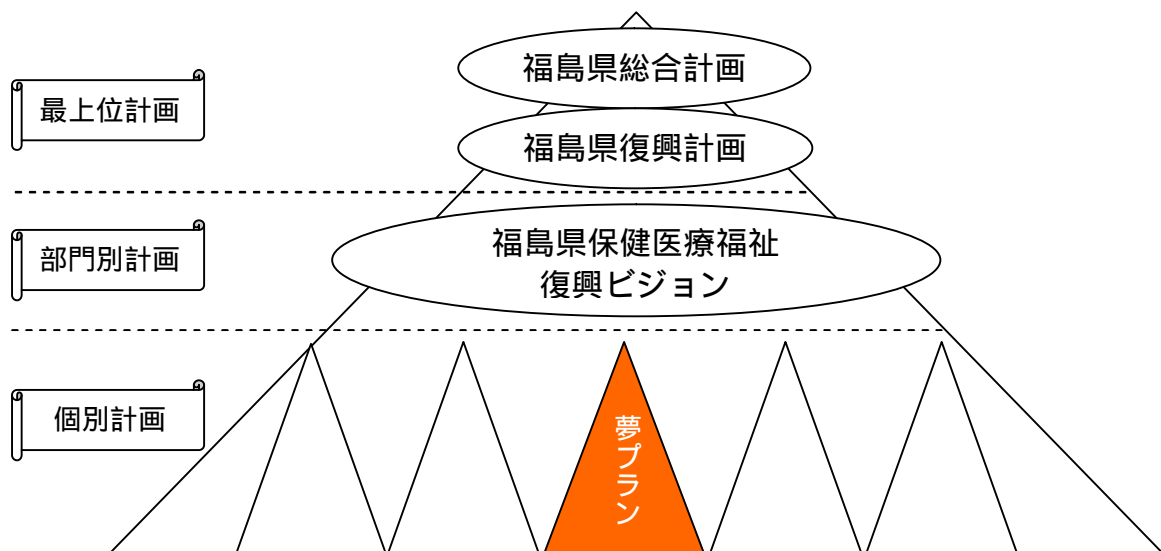 福島県総合計画
最上位計画
福島県復興計画
部門別計画
福島県保健医療福祉
復興ビジョン
個別計画
夢プラン